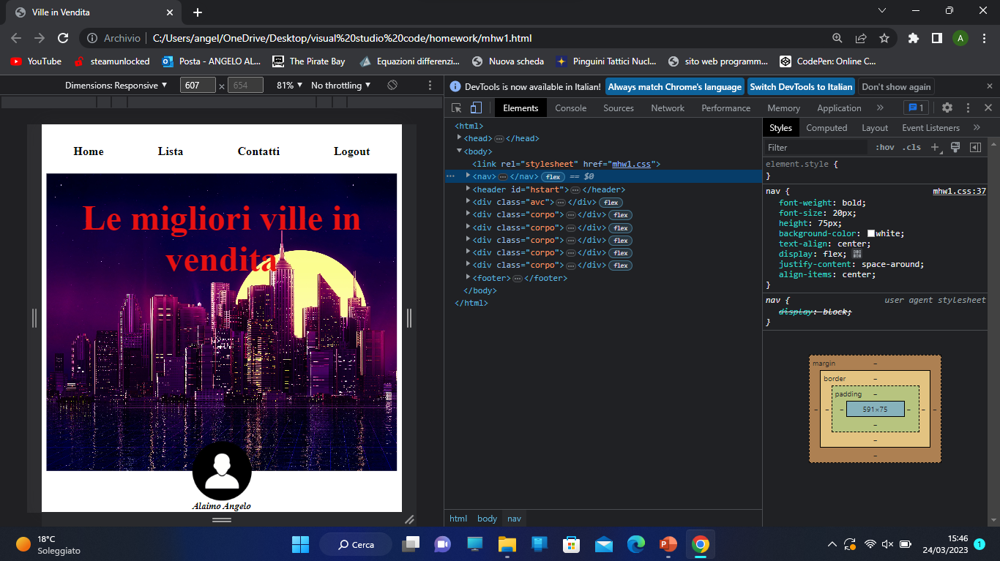 Ville in Vendita
Archivio
C:/Users/angel/OneDrive/Desktop/visual%20studio%20code/homework/mhw1.html
A
YouTube
steamunlocked
Posta - ANGELO AL...
The Pirate Bay
Equazioni differenzi...
Nuova scheda
Pinguini Tattici Nucl...
sito web programm...
CodePen: Online C...
Dimensions: Responsive
607
×
654
81%
No throttling
DevTools is now available in Italian!
Always match Chrome's language
Switch DevTools to Italian
Don't show again
Elements
Console
Sources
Network
Performance
Memory
Application
1
Home
Lista
Contatti
Logout
Le migliori ville in
vendita
Alaimo Angelo
<html>
<head>…</head>
<body>
<link rel="stylesheet" href="mhw1.css">
<nav>…</nav> flex == $0
<header id="hstart">…</header>
<div class="avc">…</div> flex
<div class="corpo">…</div> flex
<div class="corpo">…</div> flex
<div class="corpo">…</div> flex
<div class="corpo">…</div> flex
<div class="corpo">…</div> flex
<footer>…</footer>
</body>
</html>
html
body
nav
Styles
Computed
Layout
Event Listeners
Filter
:hov
.cls
element.style {
}
nav {
mhw1.css:37
font-weight: bold;
font-size: 20px;
height: 75px;
background-color: white;
text-align: center;
display: flex;
justify-content: space-around;
align-items: center;
}
nav {
user agent stylesheet
display: block;
}
margin
border
padding
591×75
18°C
Soleggiato
Cerca
15:46
24/03/2023
1